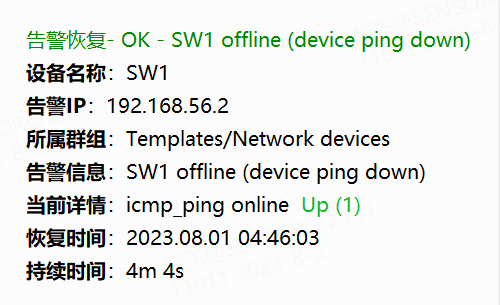 告警恢复- OK - SW1 offline (device ping down)
设备名称：SW1
告警IP：192.168.56.2
所属群组：Templates/Network devices
告警信息：SW1 offline (device ping down)
当前详情：icmp_ping online Up (1)
恢复时间：2023.08.01 04:46:03
持续时间：4m 4s